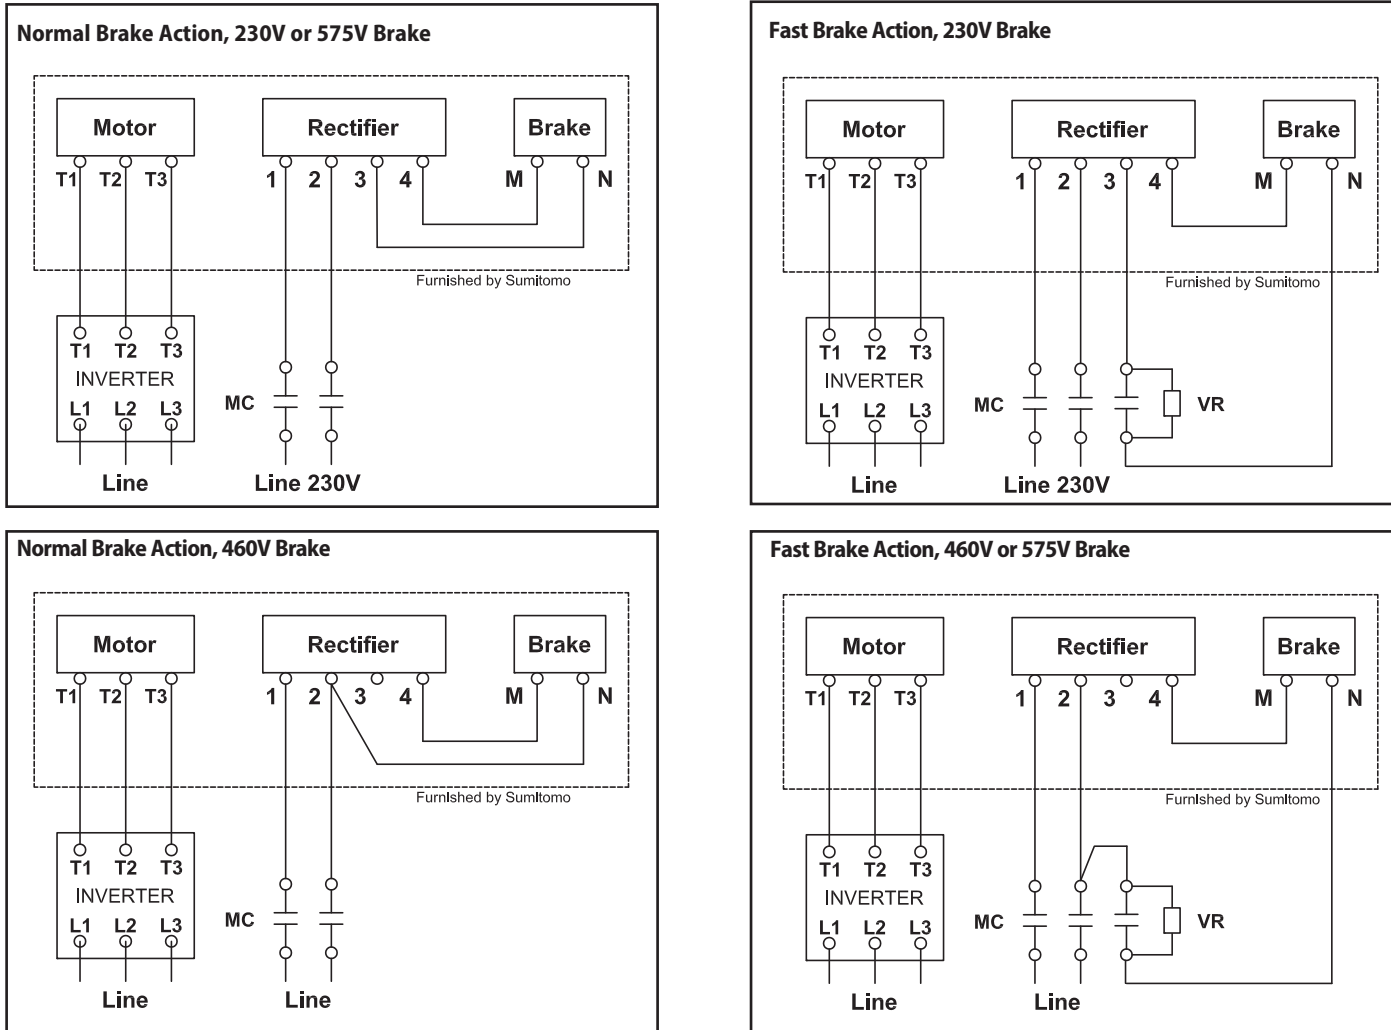 Normal Brake Action, 230V or 575V Brake
Motor Rectifier Brake
T1 T2 T3 1 2 3 4 M N
Furnished by Sumitomo
T1 T2 T3
INVERTER
L1 L2 L3
MC
Line Line 230V
Fast Brake Action, 230V Brake
Motor Rectifier Brake
T1 T2 T3 1 2 3 4 M N
Furnished by Sumitomo
T1 T2 T3
INVERTER
L1 L2 L3
MC VR
Line Line 230V
Normal Brake Action, 460V Brake
Motor Rectifier Brake
T1 T2 T3 1 2 3 4 M N
Furnished by Sumitomo
T1 T2 T3
INVERTER
L1 L2 L3
MC
Line Line
Fast Brake Action, 460V or 575V Brake
Motor Rectifier Brake
T1 T2 T3 1 2 3 4 M N
Furnished by Sumitomo
T1 T2 T3
INVERTER
L1 L2 L3
MC VR
Line Line